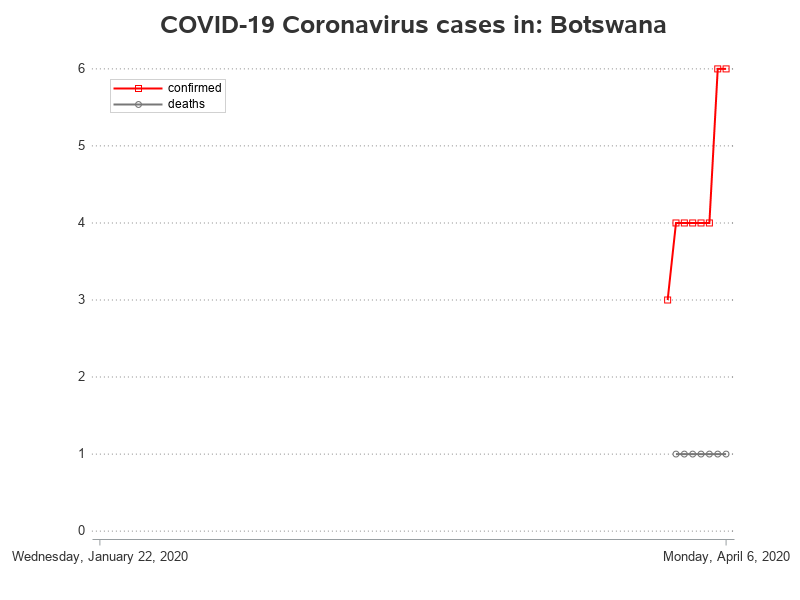 COVID-19 Coronavirus cases in: Botswana
6
confirmed
deaths
5
4
3
2
1
0
Wednesday, January 22, 2020 Monday, April 6, 2020